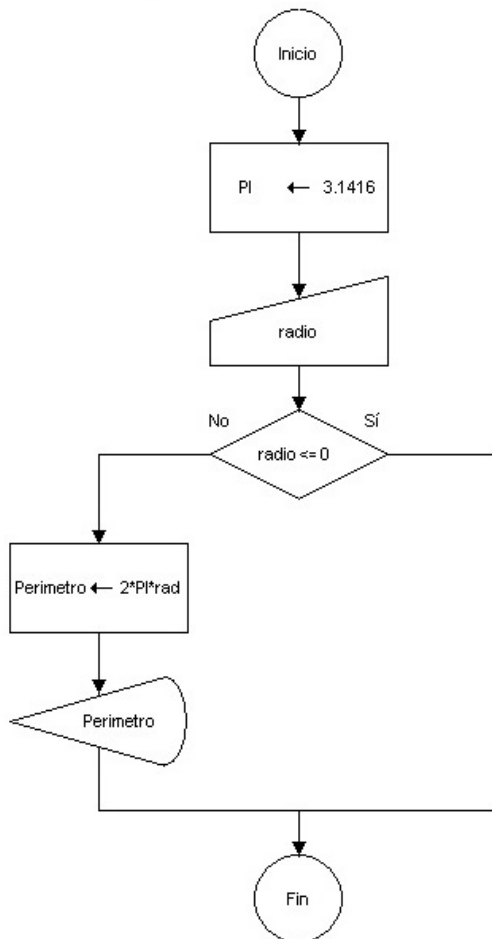 Inicio
PI ← 3.1416
radio
No
Sí
radio <= 0
Perimetro ← 2*PI*rad
Perimetro
Fin